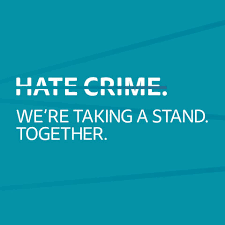 HATE CRIME.
WE'RE TAKING A STAND.
TOGETHER.